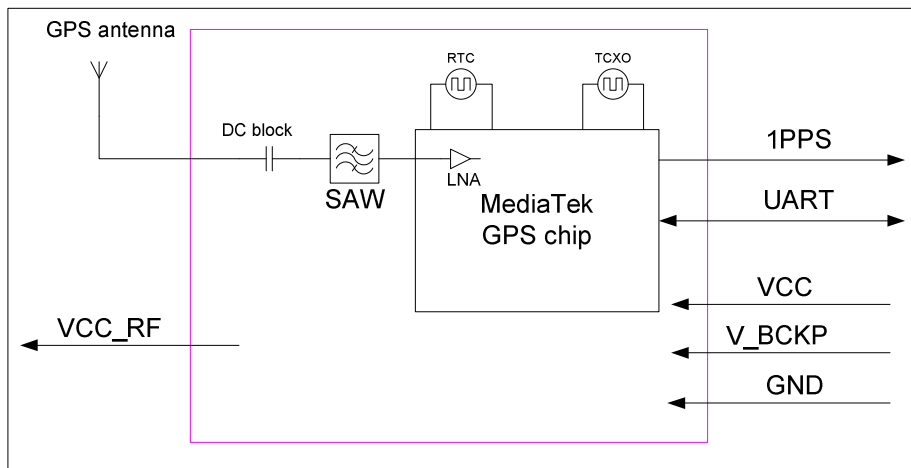 GPS antenna
RTC
TCXO
DC block
1PPS
SAW
LNA
MediaTek
GPS chip
UART
VCC
VCC_RF
V_BCKP
GND